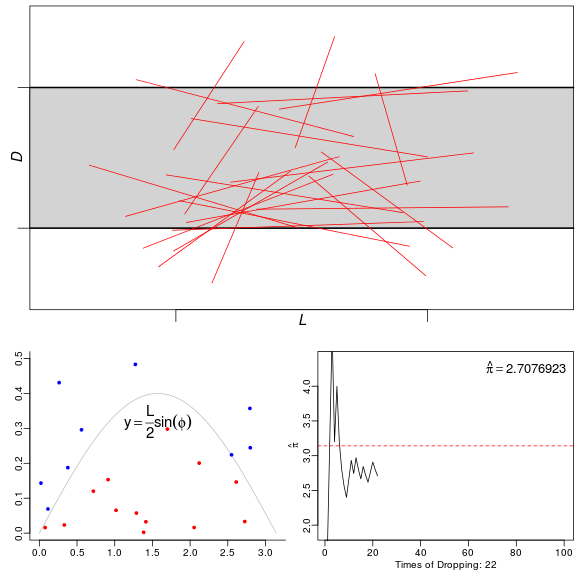 D
L
0.5
0.4
0.3
0.2
0.1
0.0
y = L/2 sin(ϕ)
0.0 0.5 1.0 1.5 2.0 2.5 3.0
π̂ = 2.7076923
4.0
3.5
3.0
2.5
2.0
π̂
0 20 40 60 80 100
Times of Dropping: 22